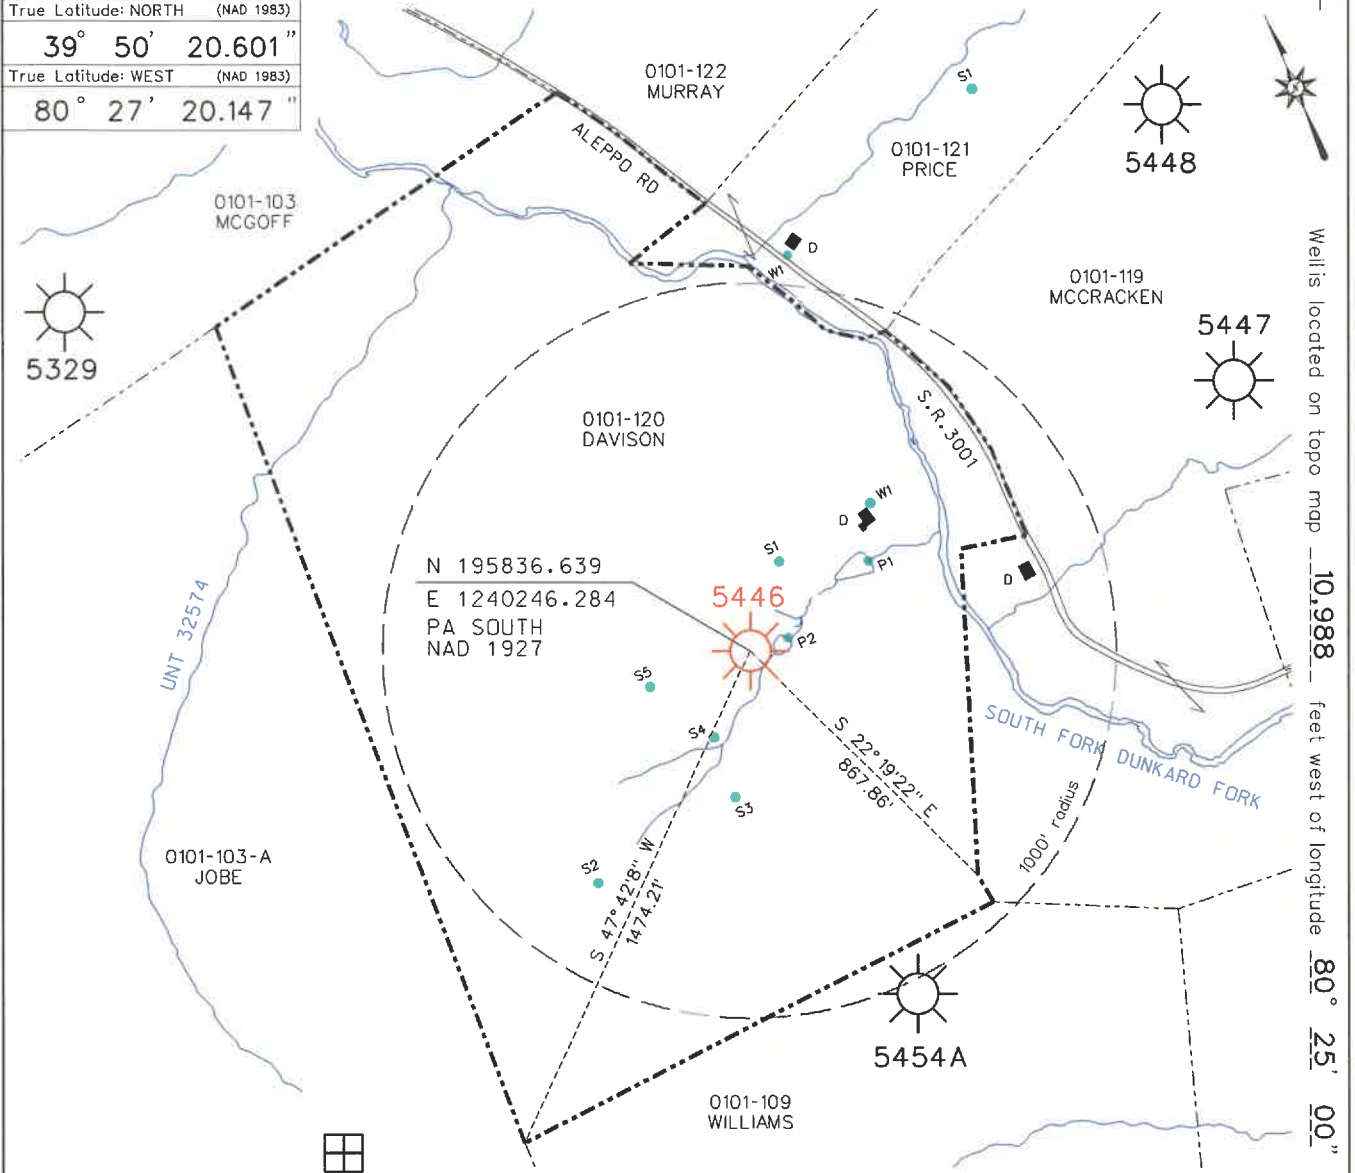 True Latitude: NORTH (NAD 1983)
39° 50' 20.601"
True Latitude: WEST (NAD 1983)
80° 27' 20.147"
0101-122
MURRAY
S1
5448
0101-121
PRICE
ALEPPO RD
0101-103
MCGOFF
D
W1
0101-119
MCCRACKEN
5447
5329
0101-120
DAVISON
S.R.3001
W1
D
S1
P1
D
N 195836.639
E 1240246.284
PA SOUTH
NAD 1927
5446
P2
UNT 32574
S5
S4
S 22°19'22" E
867.86'
SOUTH FORK DUNKARD FORK
S3
1000' radius
0101-103-A
JOBE
S2
S 47°42'8" W
1474.21'
5454A
0101-109
WILLIAMS
Well is located on topo map 10,988 feet west of longitude 80° 25' 00"